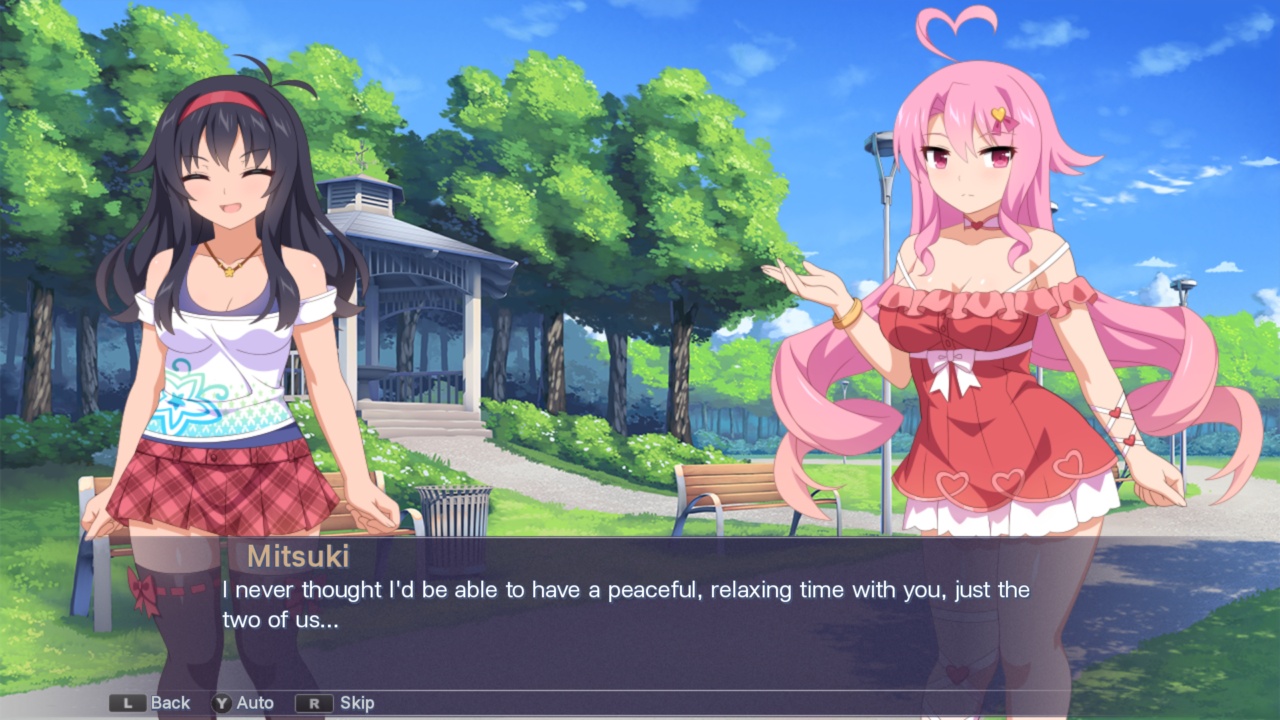 Mitsuki
I never thought I'd be able to have a peaceful, relaxing time with you, just the
two of us...
L Back Y Auto R Skip